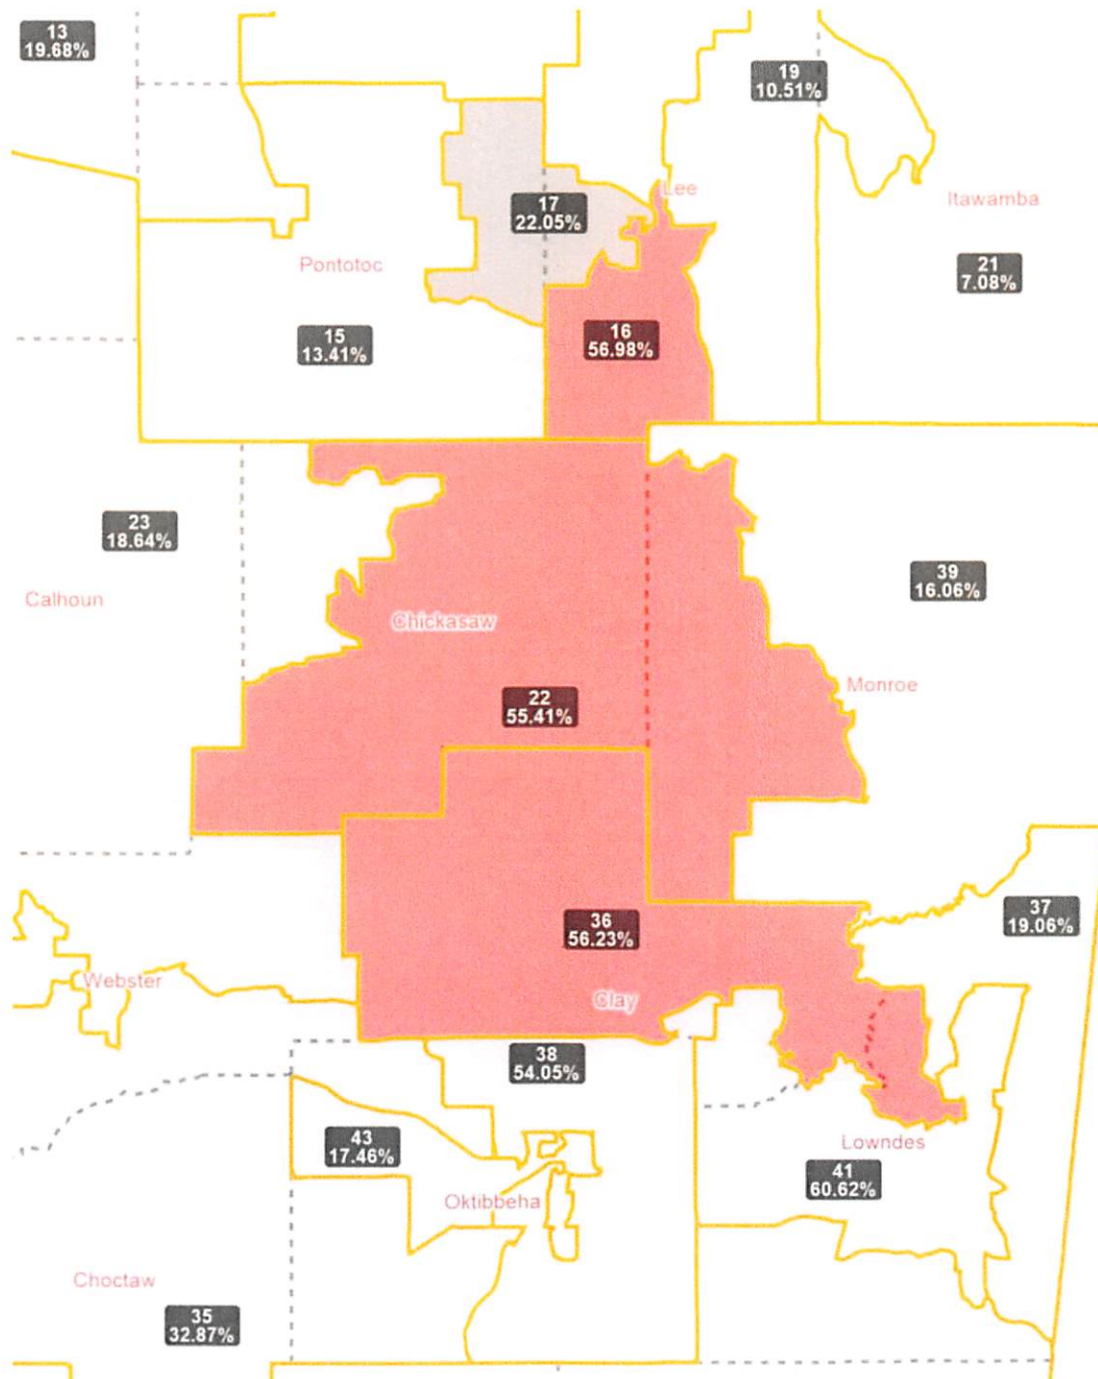 13
19.68%
19
10.51%
Lee
Itawamba
17
22.05%
Pontotoc
21
7.08%
15
13.41%
16
56.98%
23
18.64%
39
16.06%
Calhoun
Chickasaw
Monroe
22
55.41%
37
19.06%
36
56.23%
Webster
Clay
38
54.05%
43
17.46%
Lowndes
41
60.62%
Oktibbeha
Choctaw
35
32.87%